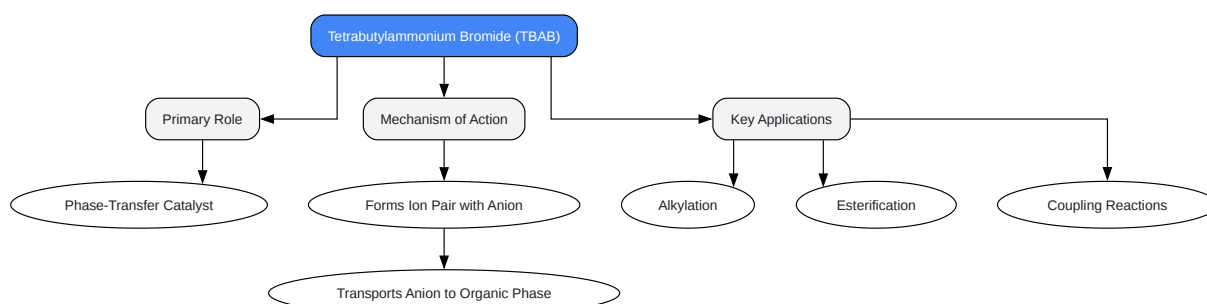 Tetrabutylammonium Bromide (TBAB)
Primary Role
Mechanism of Action
Key Applications
Phase-Transfer Catalyst
Forms Ion Pair with Anion
Alkylation
Esterification
Coupling Reactions
Transports Anion to Organic Phase